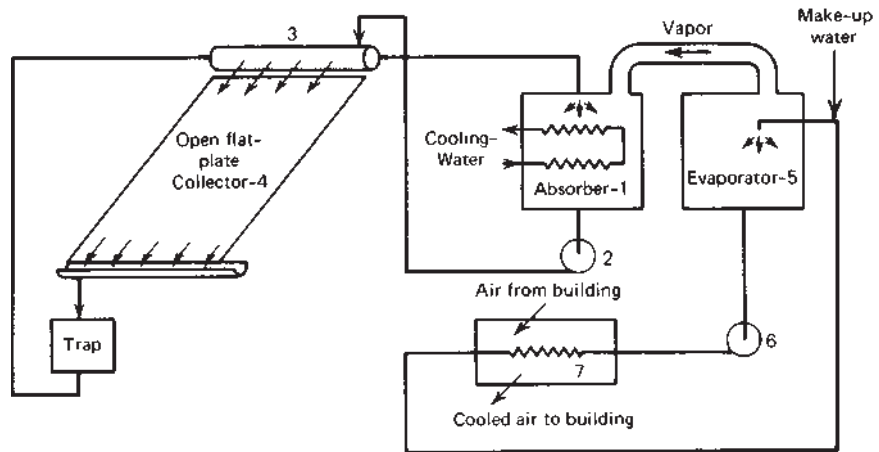 3
Vapor
Make-up
water
Open flat-
plate
Collector-4
Cooling-
Water
Absorber-1
Evaporator-5
2
Air from building
Trap
7
6
Cooled air to building